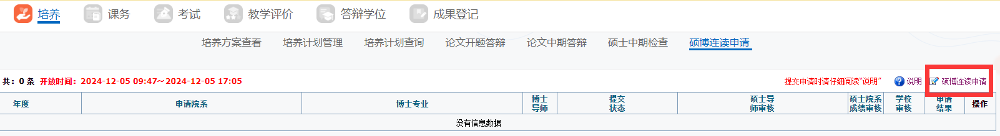 培养 课务 考试 教学评价 答辩学位 成果登记
培养方案查看 培养计划管理 培养计划查询 论文开题答辩 论文中期答辩 硕士中期检查 硕博连读申请
共：0 条 开放时间：2024-12-05 09:47～2024-12-05 17:05 提交申请时请仔细阅读“说明” 说明 硕博连读申请
年度 申请院系 博士专业 博士导师 提交状态 硕士导师审核 硕士院系成绩审核 学校审核 申请结果 操作
没有信息数据